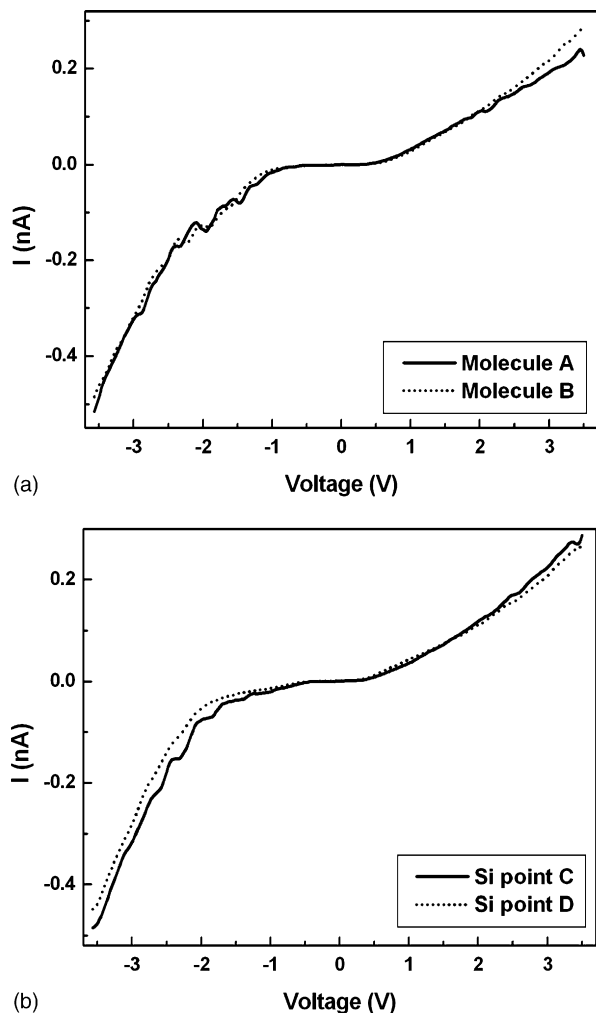 0.2
0.0
-0.2
-0.4
I (nA)
Molecule A
Molecule B
-3 -2 -1 0 1 2 3
Voltage (V)
(a)
0.2
0.0
-0.2
-0.4
I (nA)
Si point C
Si point D
-3 -2 -1 0 1 2 3
Voltage (V)
(b)